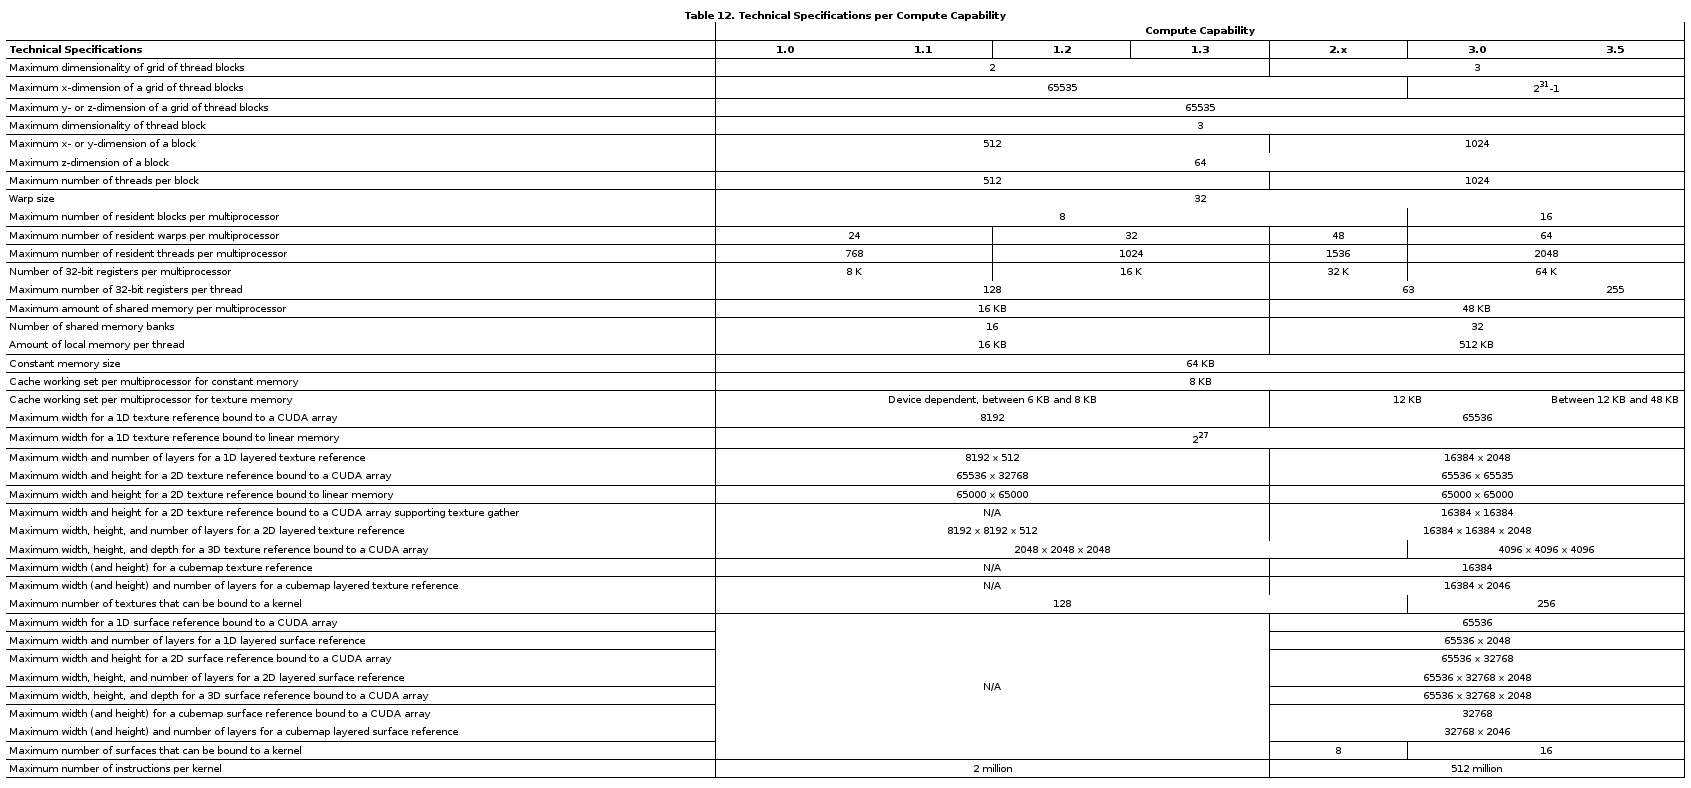 Table 12. Technical Specifications per Compute Capability
Compute Capability
Technical Specifications 1.0 1.1 1.2 1.3 2.x 3.0 3.5
Maximum dimensionality of grid of thread blocks 2 3
Maximum x-dimension of a grid of thread blocks 65535 2^31-1
Maximum y- or z-dimension of a grid of thread blocks 65535
Maximum dimensionality of thread block 3
Maximum x- or y-dimension of a block 512 1024
Maximum z-dimension of a block 64
Maximum number of threads per block 512 1024
Warp size 32
Maximum number of resident blocks per multiprocessor 8 16
Maximum number of resident warps per multiprocessor 24 32 48 64
Maximum number of resident threads per multiprocessor 768 1024 1536 2048
Number of 32-bit registers per multiprocessor 8 K 16 K 32 K 64 K
Maximum number of 32-bit registers per thread 128 63 255
Maximum amount of shared memory per multiprocessor 16 KB 48 KB
Number of shared memory banks 16 32
Amount of local memory per thread 16 KB 512 KB
Constant memory size 64 KB
Cache working set per multiprocessor for constant memory 8 KB
Cache working set per multiprocessor for texture memory Device dependent, between 6 KB and 8 KB 12 KB Between 12 KB and 48 KB
Maximum width for a 1D texture reference bound to a CUDA array 8192 65536
Maximum width for a 1D texture reference bound to linear memory 2^27
Maximum width and number of layers for a 1D layered texture reference 8192 x 512 16384 x 2048
Maximum width and height for a 2D texture reference bound to a CUDA array 65536 x 32768 65536 x 65535
Maximum width and height for a 2D texture reference bound to linear memory 65000 x 65000 65000 x 65000
Maximum width and height for a 2D texture reference bound to a CUDA array supporting texture gather N/A 16384 x 16384
Maximum width, height, and number of layers for a 2D layered texture reference 8192 x 8192 x 512 16384 x 16384 x 2048
Maximum width, height, and depth for a 3D texture reference bound to a CUDA array 2048 x 2048 x 2048 4096 x 4096 x 4096
Maximum width (and height) for a cubemap texture reference N/A 16384
Maximum width (and height) and number of layers for a cubemap layered texture reference N/A 16384 x 2046
Maximum number of textures that can be bound to a kernel 128 256
Maximum width for a 1D surface reference bound to a CUDA array 65536
Maximum width and number of layers for a 1D layered surface reference 65536 x 2048
Maximum width and height for a 2D surface reference bound to a CUDA array 65536 x 32768
Maximum width, height, and number of layers for a 2D layered surface reference 65536 x 32768 x 2048
N/A
Maximum width, height, and depth for a 3D surface reference bound to a CUDA array 65536 x 32768 x 2048
Maximum width (and height) for a cubemap surface reference bound to a CUDA array 32768
Maximum width (and height) and number of layers for a cubemap layered surface reference 32768 x 2046
Maximum number of surfaces that can be bound to a kernel 8 16
Maximum number of instructions per kernel 2 million 512 million